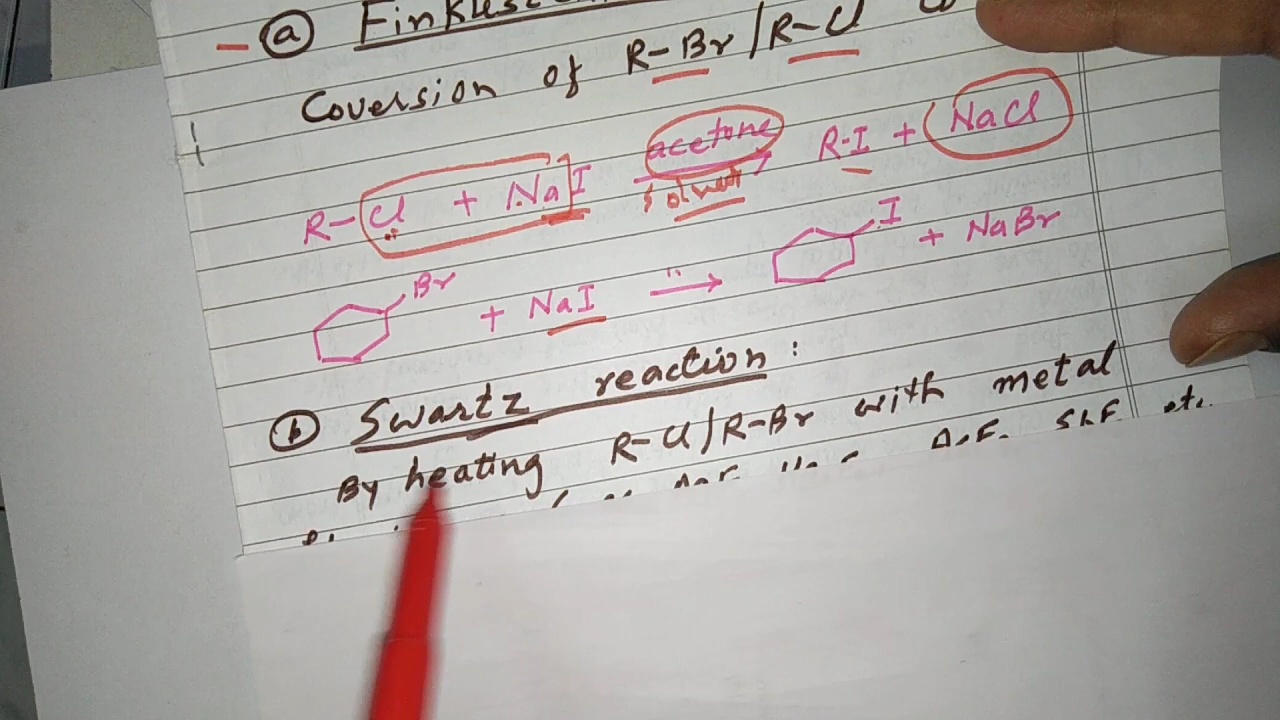 (a)
Coversion of R-Br/R-Cl
R-Cl + NaI acetone solvent → R-I + NaCl
Br + NaI → I + NaBr
(b) Swartz reaction :
By heating R-Cl/R-Br with metal
etc.